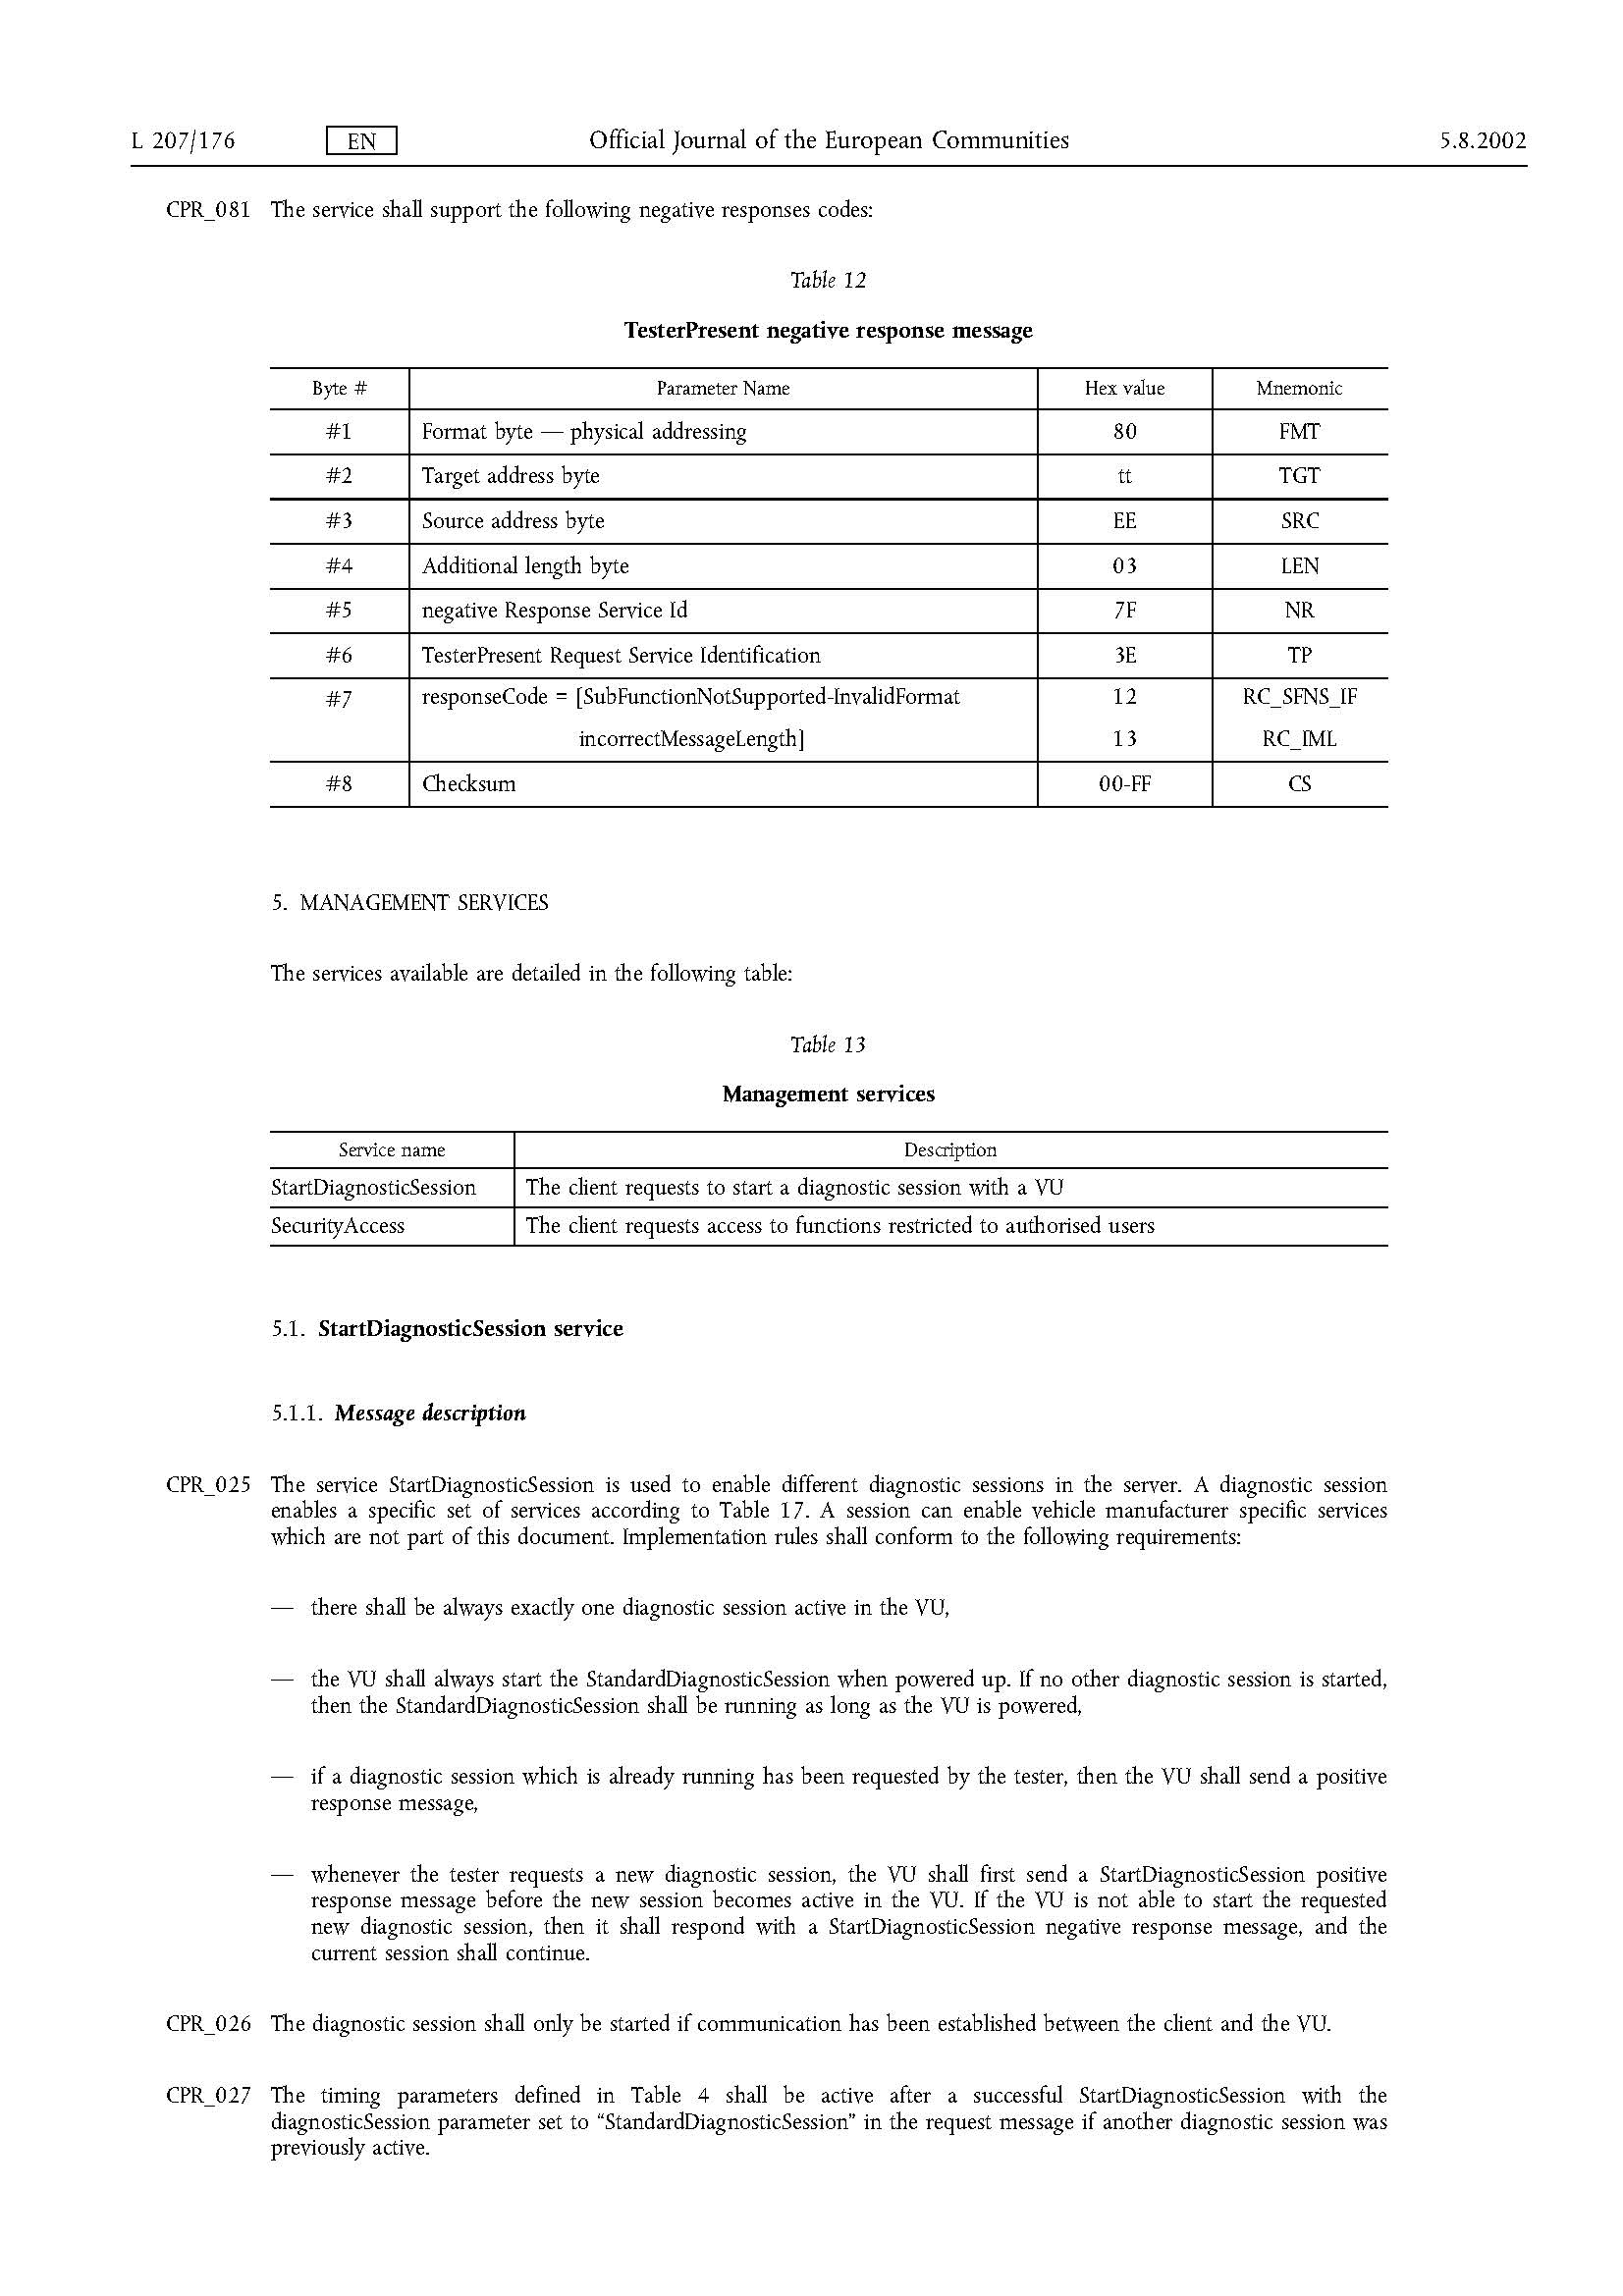 L 207/176 EN Official Journal of the European Communities 5.8.2002
CPR_081 The service shall support the following negative responses codes:
Table 12
TesterPresent negative response message
Byte # Parameter Name Hex value Mnemonic
#1 Format byte — physical addressing 80 FMT
#2 Target address byte tt TGT
#3 Source address byte EE SRC
#4 Additional length byte 03 LEN
#5 negative Response Service Id 7F NR
#6 TesterPresent Request Service Identification 3E TP
#7 responseCode = [SubFunctionNotSupported-InvalidFormat 12 RC_SFNS_IF
incorrectMessageLength] 13 RC_IML
#8 Checksum 00-FF CS
5. MANAGEMENT SERVICES
The services available are detailed in the following table:
Table 13
Management services
Service name Description
StartDiagnosticSession The client requests to start a diagnostic session with a VU
SecurityAccess The client requests access to functions restricted to authorised users
5.1. StartDiagnosticSession service
5.1.1. Message description
CPR_025 The service StartDiagnosticSession is used to enable different diagnostic sessions in the server. A diagnostic session
enables a specific set of services according to Table 17. A session can enable vehicle manufacturer specific services
which are not part of this document. Implementation rules shall conform to the following requirements:
— there shall be always exactly one diagnostic session active in the VU,
— the VU shall always start the StandardDiagnosticSession when powered up. If no other diagnostic session is started,
then the StandardDiagnosticSession shall be running as long as the VU is powered,
— if a diagnostic session which is already running has been requested by the tester, then the VU shall send a positive
response message,
— whenever the tester requests a new diagnostic session, the VU shall first send a StartDiagnosticSession positive
response message before the new session becomes active in the VU. If the VU is not able to start the requested
new diagnostic session, then it shall respond with a StartDiagnosticSession negative response message, and the
current session shall continue.
CPR_026 The diagnostic session shall only be started if communication has been established between the client and the VU.
CPR_027 The timing parameters defined in Table 4 shall be active after a successful StartDiagnosticSession with the
diagnosticSession parameter set to “StandardDiagnosticSession” in the request message if another diagnostic session was
previously active.